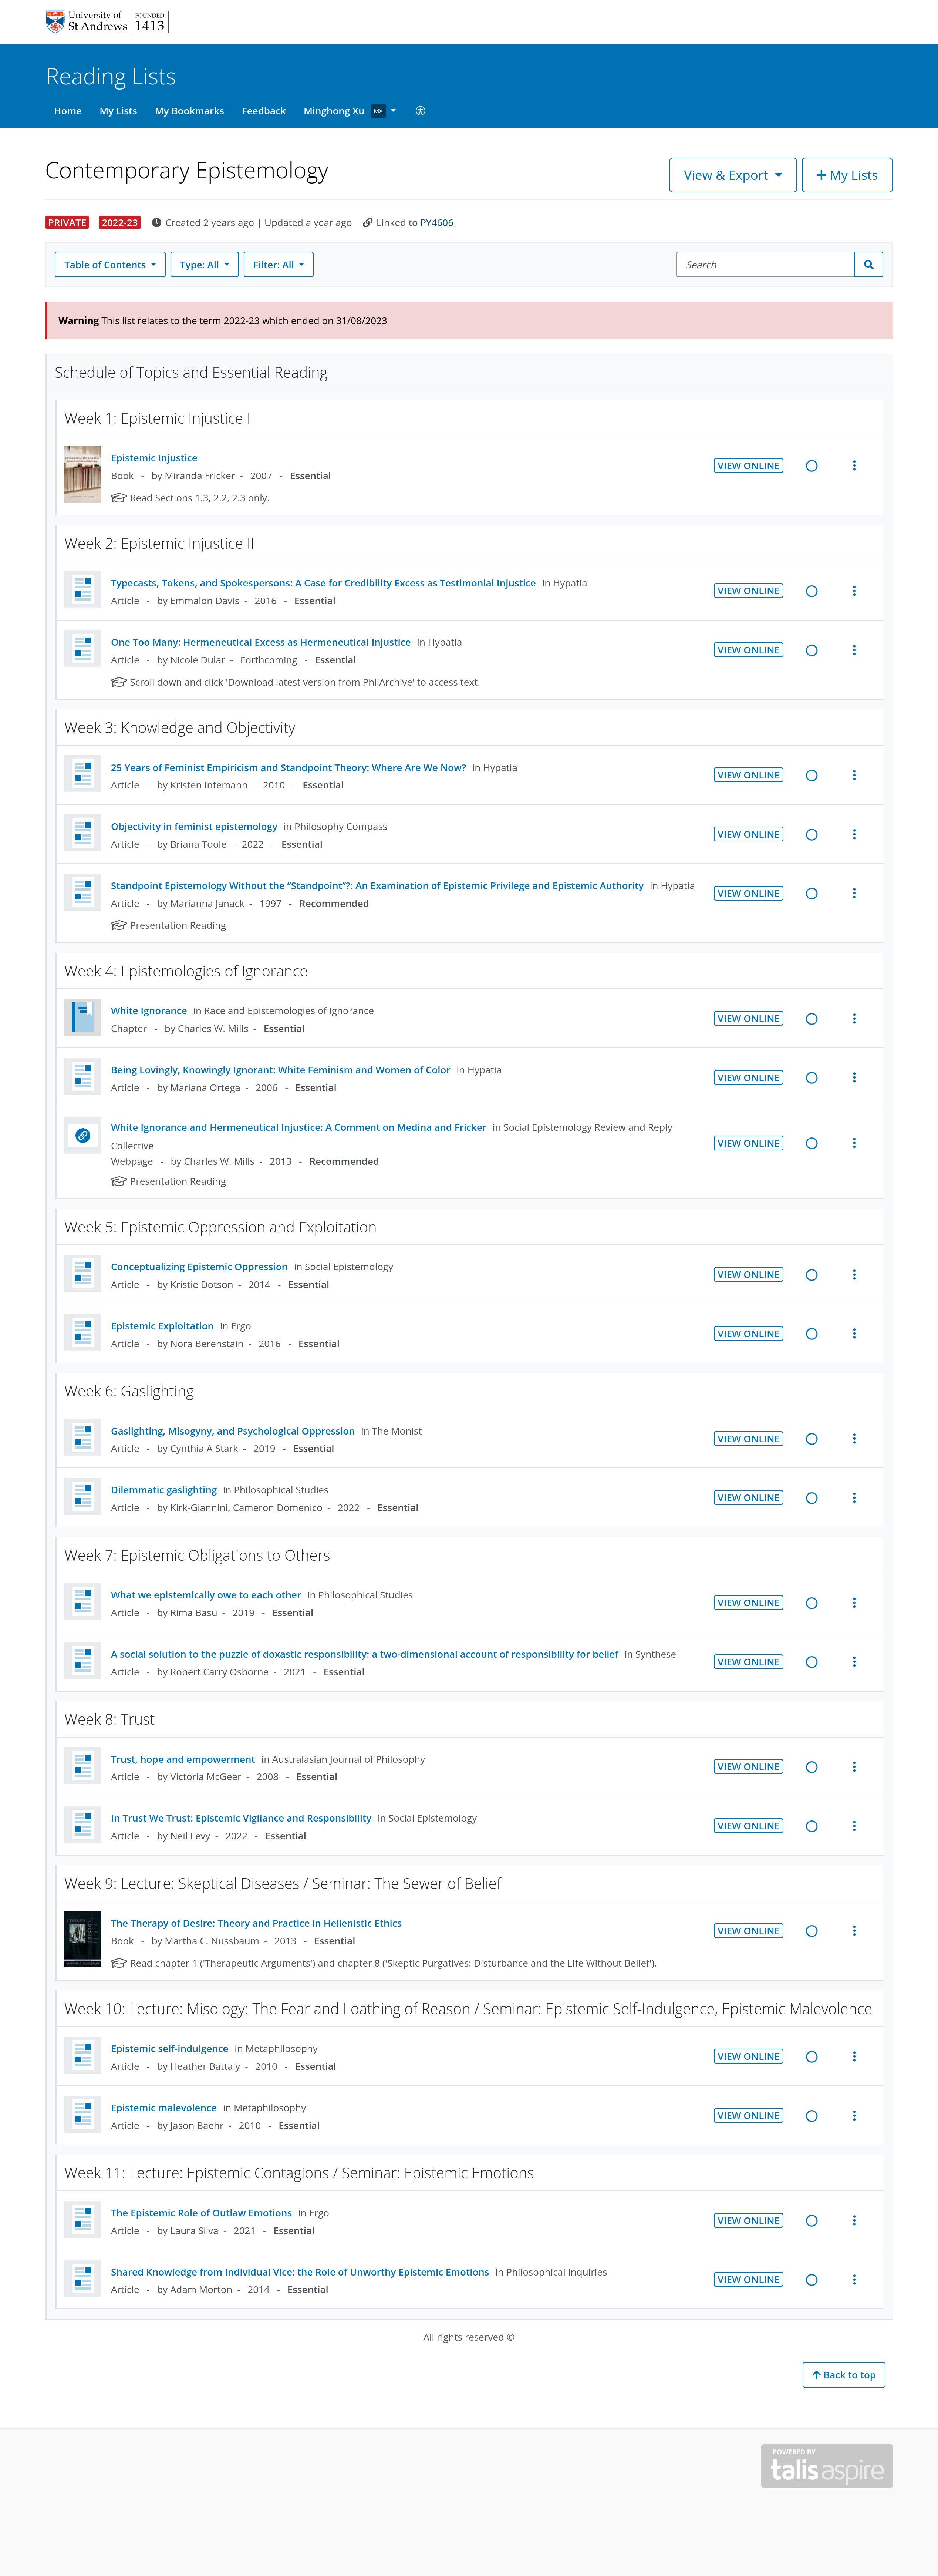 University of
St Andrews
FOUNDED
1413
Reading Lists
Home My Lists My Bookmarks Feedback Minghong Xu MX
Contemporary Epistemology
View & Export
My Lists
PRIVATE 2022-23 Created 2 years ago | Updated a year ago Linked to PY4606
Table of Contents Type: All Filter: All Search
Warning This list relates to the term 2022-23 which ended on 31/08/2023
Schedule of Topics and Essential Reading
Week 1: Epistemic Injustice I
Epistemic Injustice
VIEW ONLINE
Book - by Miranda Fricker - 2007 - Essential
Read Sections 1.3, 2.2, 2.3 only.
Week 2: Epistemic Injustice II
Typecasts, Tokens, and Spokespersons: A Case for Credibility Excess as Testimonial Injustice in Hypatia
VIEW ONLINE
Article - by Emmalon Davis - 2016 - Essential
One Too Many: Hermeneutical Excess as Hermeneutical Injustice in Hypatia
VIEW ONLINE
Article - by Nicole Dular - Forthcoming - Essential
Scroll down and click 'Download latest version from PhilArchive' to access text.
Week 3: Knowledge and Objectivity
25 Years of Feminist Empiricism and Standpoint Theory: Where Are We Now? in Hypatia
VIEW ONLINE
Article - by Kristen Intemann - 2010 - Essential
Objectivity in feminist epistemology in Philosophy Compass
VIEW ONLINE
Article - by Briana Toole - 2022 - Essential
Standpoint Epistemology Without the “Standpoint”?: An Examination of Epistemic Privilege and Epistemic Authority in Hypatia
VIEW ONLINE
Article - by Marianna Janack - 1997 - Recommended
Presentation Reading
Week 4: Epistemologies of Ignorance
White Ignorance in Race and Epistemologies of Ignorance
VIEW ONLINE
Chapter - by Charles W. Mills - Essential
Being Lovingly, Knowingly Ignorant: White Feminism and Women of Color in Hypatia
VIEW ONLINE
Article - by Mariana Ortega - 2006 - Essential
White Ignorance and Hermeneutical Injustice: A Comment on Medina and Fricker in Social Epistemology Review and Reply
Collective
VIEW ONLINE
Webpage - by Charles W. Mills - 2013 - Recommended
Presentation Reading
Week 5: Epistemic Oppression and Exploitation
Conceptualizing Epistemic Oppression in Social Epistemology
VIEW ONLINE
Article - by Kristie Dotson - 2014 - Essential
Epistemic Exploitation in Ergo
VIEW ONLINE
Article - by Nora Berenstain - 2016 - Essential
Week 6: Gaslighting
Gaslighting, Misogyny, and Psychological Oppression in The Monist
VIEW ONLINE
Article - by Cynthia A Stark - 2019 - Essential
Dilemmatic gaslighting in Philosophical Studies
VIEW ONLINE
Article - by Kirk-Giannini, Cameron Domenico - 2022 - Essential
Week 7: Epistemic Obligations to Others
What we epistemically owe to each other in Philosophical Studies
VIEW ONLINE
Article - by Rima Basu - 2019 - Essential
A social solution to the puzzle of doxastic responsibility: a two-dimensional account of responsibility for belief in Synthese
VIEW ONLINE
Article - by Robert Carry Osborne - 2021 - Essential
Week 8: Trust
Trust, hope and empowerment in Australasian Journal of Philosophy
VIEW ONLINE
Article - by Victoria McGeer - 2008 - Essential
In Trust We Trust: Epistemic Vigilance and Responsibility in Social Epistemology
VIEW ONLINE
Article - by Neil Levy - 2022 - Essential
Week 9: Lecture: Skeptical Diseases / Seminar: The Sewer of Belief
The Therapy of Desire: Theory and Practice in Hellenistic Ethics
VIEW ONLINE
Book - by Martha C. Nussbaum - 2013 - Essential
Read chapter 1 ('Therapeutic Arguments') and chapter 8 ('Skeptic Purgatives: Disturbance and the Life Without Belief').
Week 10: Lecture: Misology: The Fear and Loathing of Reason / Seminar: Epistemic Self-Indulgence, Epistemic Malevolence
Epistemic self-indulgence in Metaphilosophy
VIEW ONLINE
Article - by Heather Battaly - 2010 - Essential
Epistemic malevolence in Metaphilosophy
VIEW ONLINE
Article - by Jason Baehr - 2010 - Essential
Week 11: Lecture: Epistemic Contagions / Seminar: Epistemic Emotions
The Epistemic Role of Outlaw Emotions in Ergo
VIEW ONLINE
Article - by Laura Silva - 2021 - Essential
Shared Knowledge from Individual Vice: the Role of Unworthy Epistemic Emotions in Philosophical Inquiries
VIEW ONLINE
Article - by Adam Morton - 2014 - Essential
All rights reserved ©
Back to top
POWERED BY
talis aspire